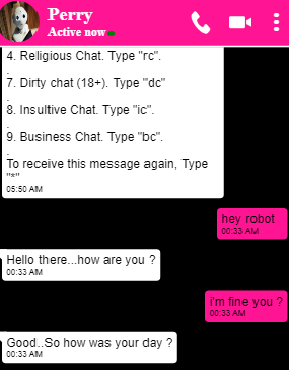 Perry
Active now
4. Religious Chat. Type "rc".
.
7. Dirty chat (18+). Type "dc"
.
8. Insultive Chat. Type "ic".
.
9. Business Chat. Type "bc".
.
To receive this message again, Type
"*"
05:50 AM
hey robot
00:33 AM
Hello there...how are you ?
00:33 AM
i'm fine you ?
00:33 AM
Good..So how was your day ?
00:33 AM